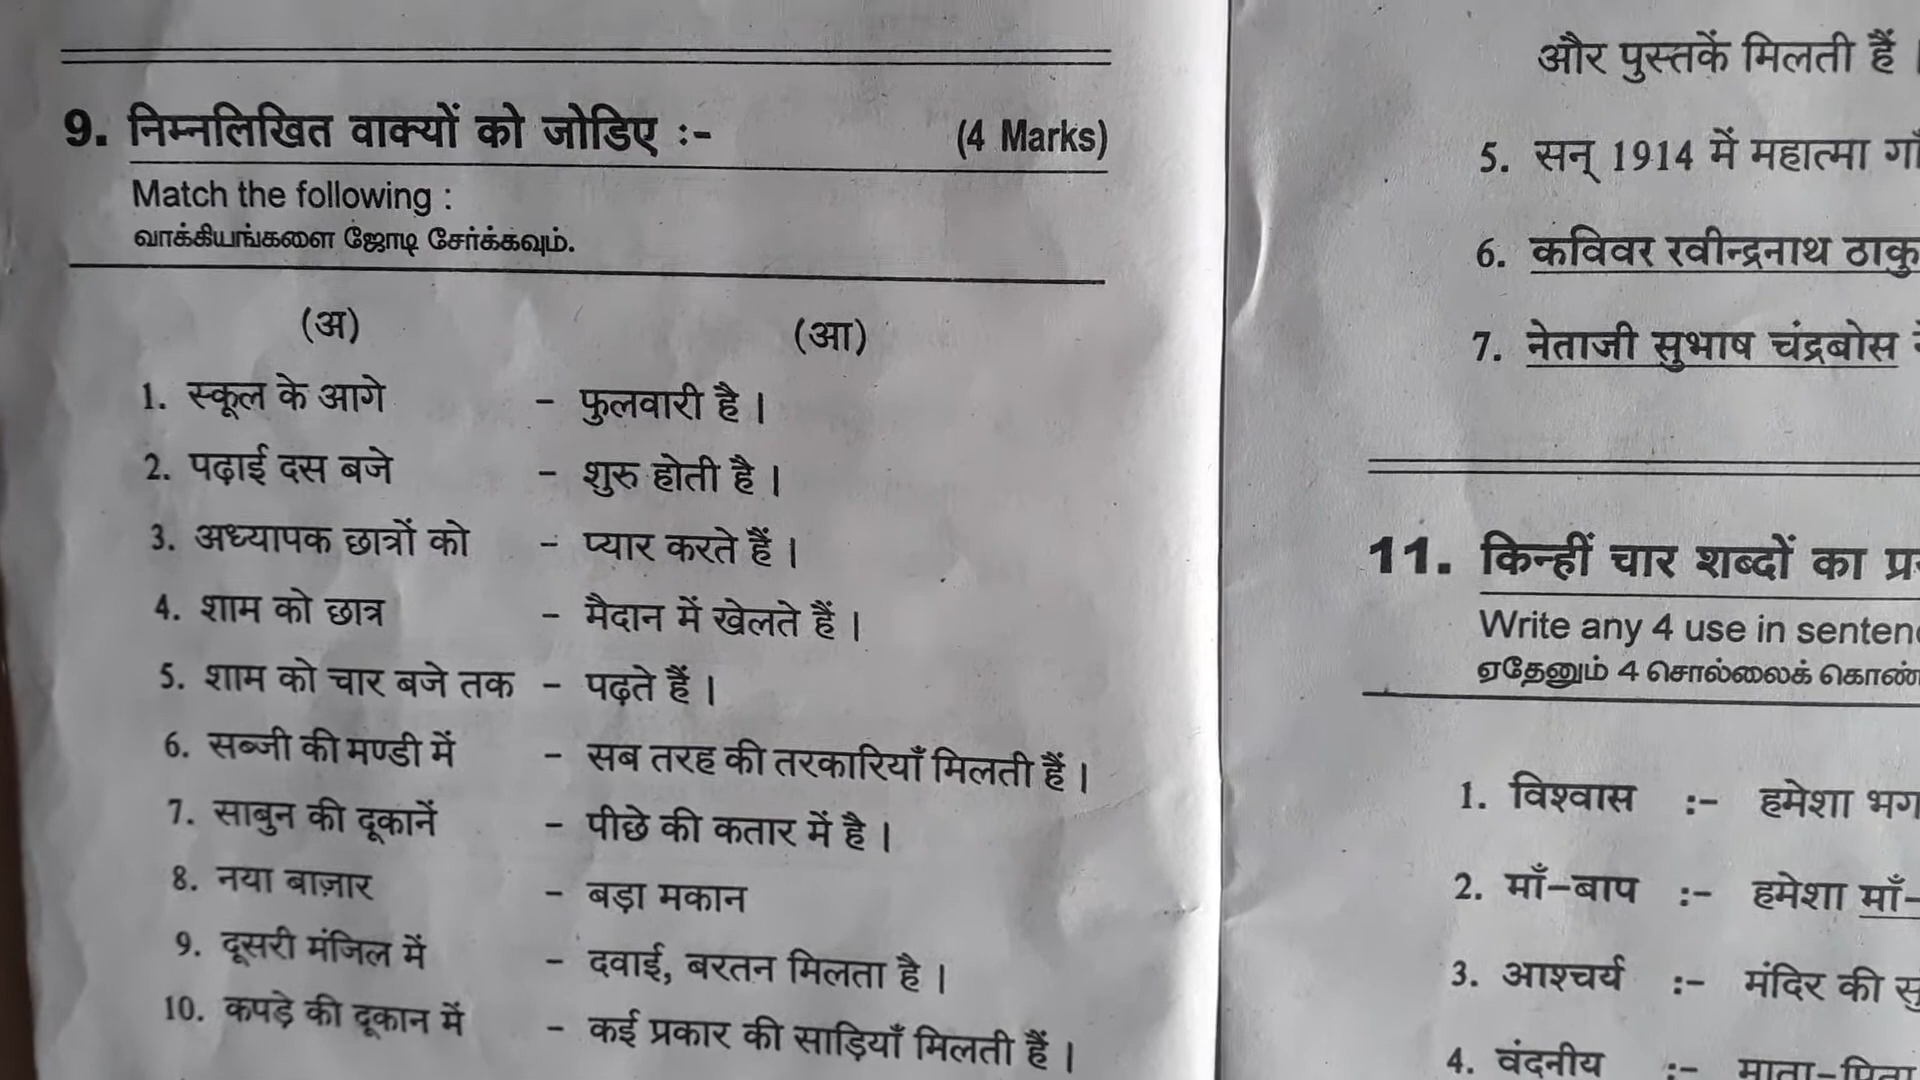 9. निम्नलिखित वाक्यों को जोडिए :- (4 Marks)
Match the following :
வாக்கியங்களை ஜோடி சேர்க்கவும்.
(अ) (आ)
1. स्कूल के आगे - फुलवारी है ।
2. पढ़ाई दस बजे - शुरु होती है ।
3. अध्यापक छात्रों को - प्यार करते हैं ।
4. शाम को छात्र - मैदान में खेलते हैं ।
5. शाम को चार बजे तक - पढ़ते हैं ।
6. सब्जी की मण्डी में - सब तरह की तरकारियाँ मिलती हैं ।
7. साबुन की दूकानें - पीछे की कतार में है ।
8. नया बाज़ार - बड़ा मकान
9. दूसरी मंजिल में - दवाई, बरतन मिलता है ।
10. कपड़े की दूकान में - कई प्रकार की साड़ियाँ मिलती हैं ।
और पुस्तकें मिलती हैं ।
5. सन् 1914 में महात्मा गाँ
6. कविवर रवीन्द्रनाथ ठाकु
7. नेताजी सुभाष चंद्रबोस
11. किन्हीं चार शब्दों का
Write any 4 use in sentenc
ஏதேனும் 4 சொல்லைக் கொண்
1. विश्वास :- हमेशा भग
2. माँ-बाप :- हमेशा माँ-
3. आश्चर्य :- मंदिर की सु
4. वंदनीय :- माता-पिता